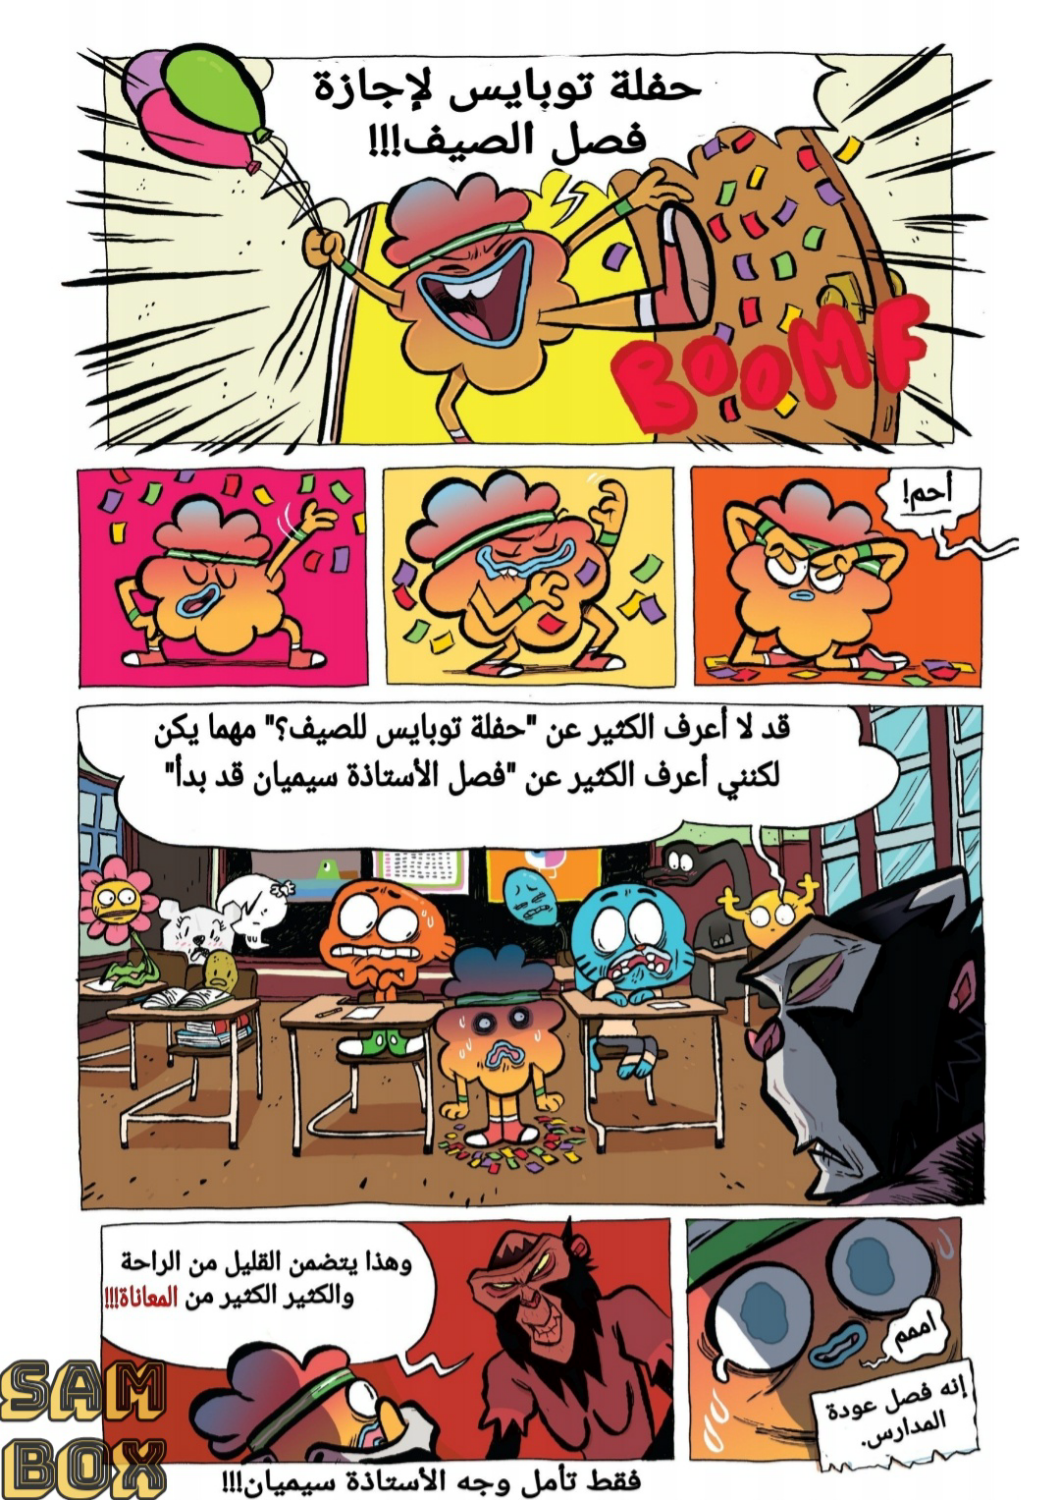 حفلة توبايس لإجازة
فصل الصيف!!!
BOOMF
أحم!
قد لا أعرف الكثير عن "حفلة توبايس للصيف؟" مهما يكن
لكنني أعرف الكثير عن "فصل الأستاذة سيميان قد بدأ"
وهذا يتضمن القليل من الراحة
والكثير الكثير من المعاناة!!!
امم
إنه فصل عودة
المدارس.
فقط تأمل وجه الأستاذة سيميان!!!
SAM
BOX